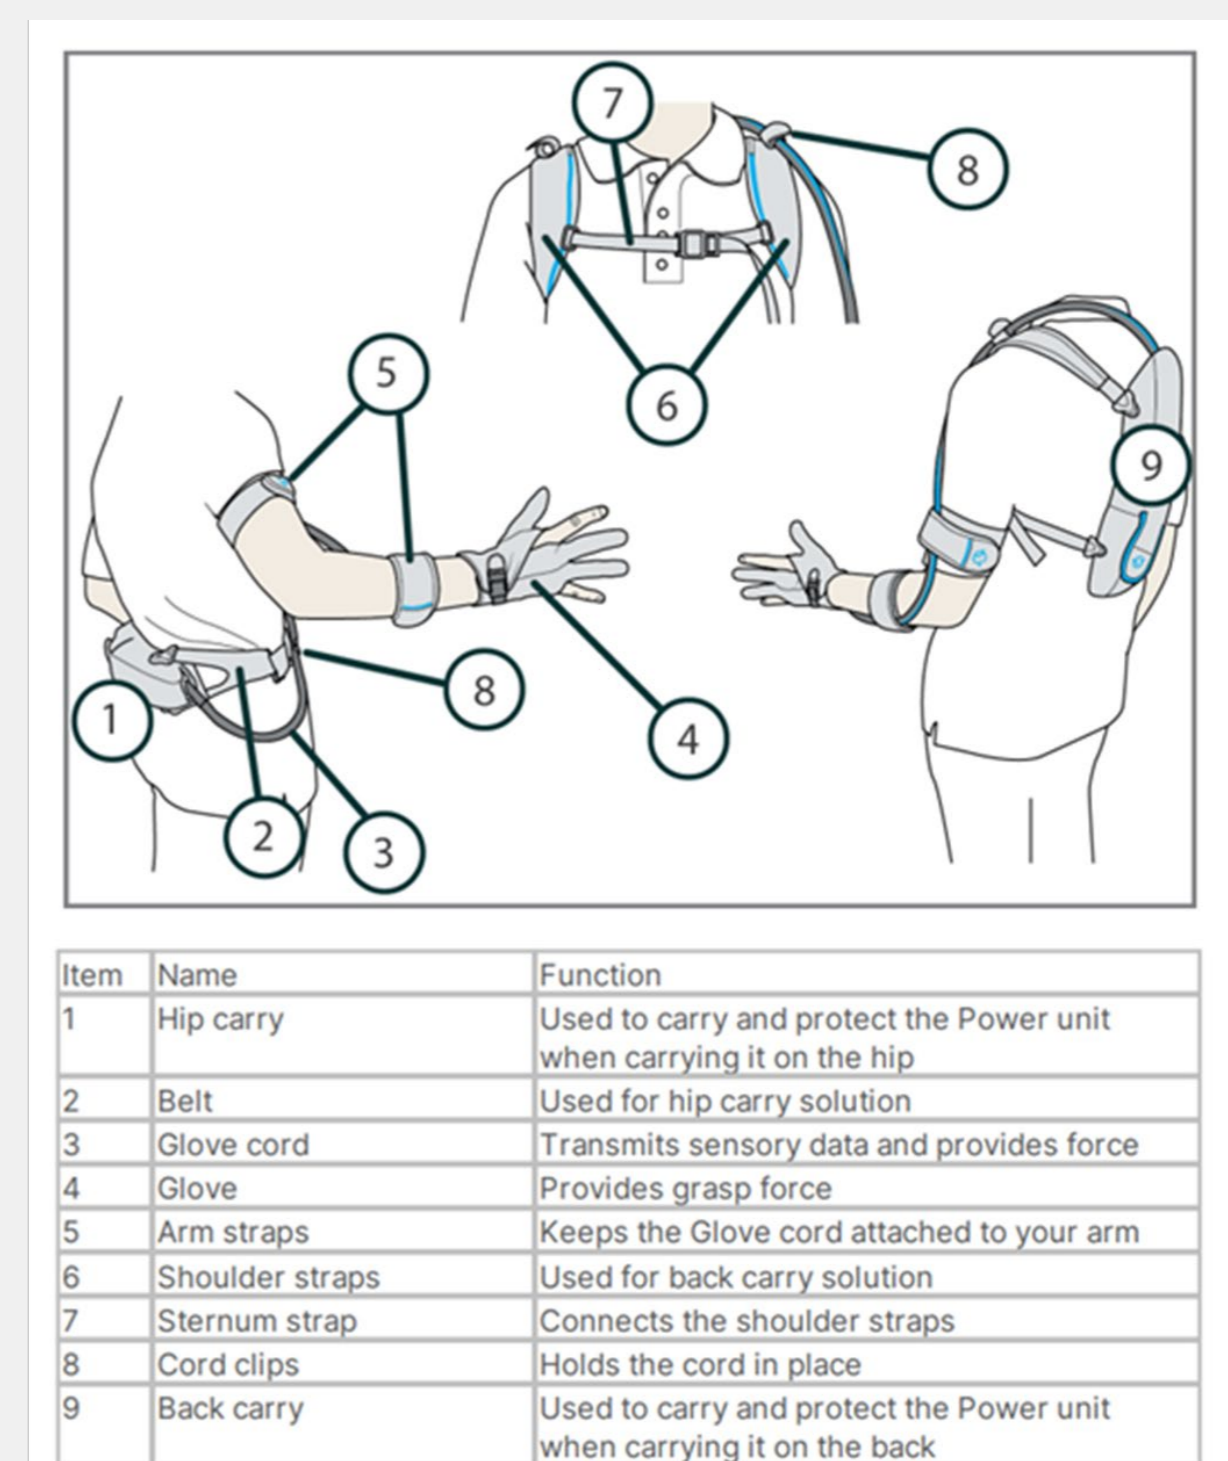 7
8
5
6
9
8
1
4
2
3
Item Name Function
1 Hip carry Used to carry and protect the Power unit
when carrying it on the hip
2 Belt Used for hip carry solution
3 Glove cord Transmits sensory data and provides force
4 Glove Provides grasp force
5 Arm straps Keeps the Glove cord attached to your arm
6 Shoulder straps Used for back carry solution
7 Sternum strap Connects the shoulder straps
8 Cord clips Holds the cord in place
9 Back carry Used to carry and protect the Power unit
when carrying it on the back